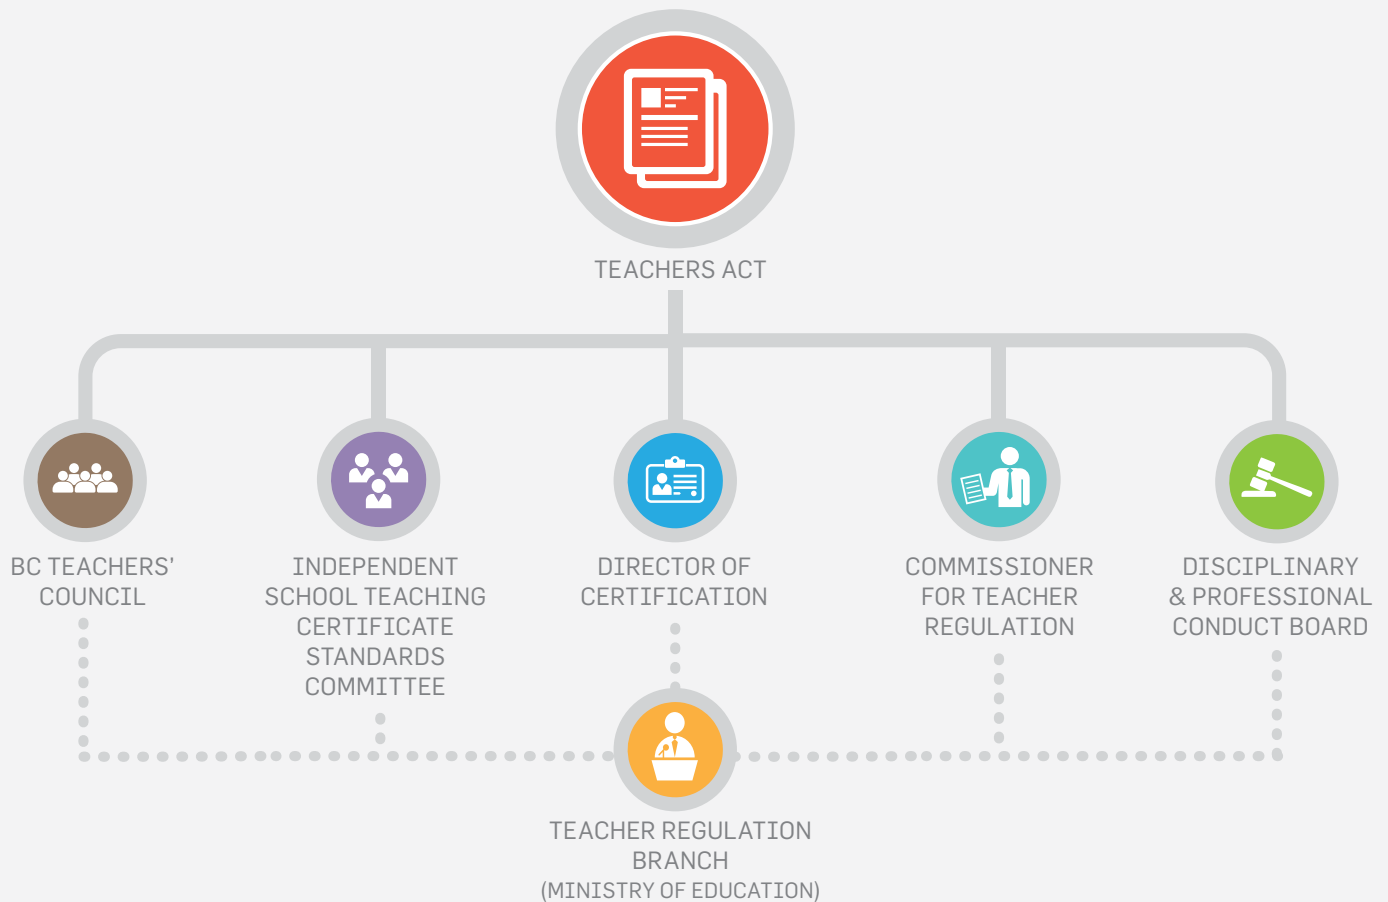 TEACHERS ACT
BC TEACHERS'
COUNCIL
INDEPENDENT
SCHOOL TEACHING
CERTIFICATE
STANDARDS
COMMITTEE
DIRECTOR OF
CERTIFICATION
COMMISSIONER
FOR TEACHER
REGULATION
DISCIPLINARY
& PROFESSIONAL
CONDUCT BOARD
TEACHER REGULATION
BRANCH
(MINISTRY OF EDUCATION)